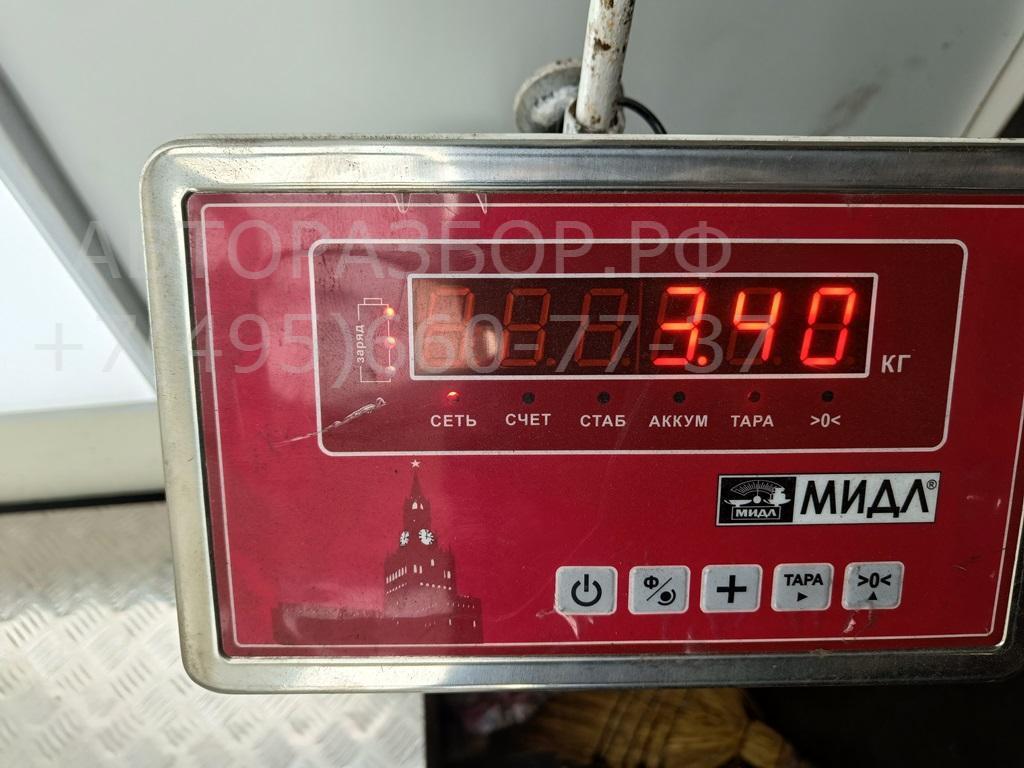 АВТОРАЗБОР.РФ
+7(495)660-77-37
заряд
3.40
КГ
СЕТЬ СЧЕТ СТАБ АККУМ ТАРА >0<
МИДЛ МИДЛ®
Ф ТАРА >0<